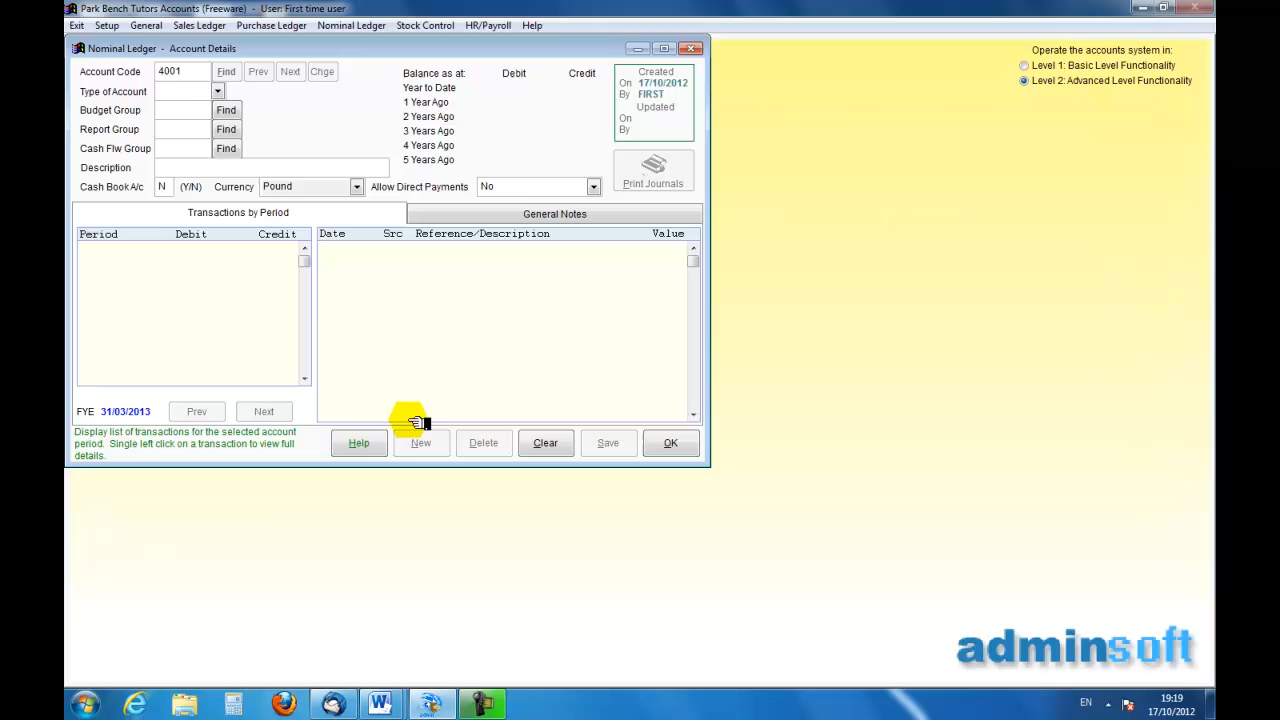 Park Bench Tutors Accounts (Freeware) - User: First time user
Exit Setup General Sales Ledger Purchase Ledger Nominal Ledger Stock Control HR/Payroll Help
Nominal Ledger - Account Details
Operate the accounts system in:
Level 1: Basic Level Functionality
Level 2: Advanced Level Functionality
Account Code 4001 Find Prev Next Chge
Type of Account
Budget Group Find
Report Group Find
Cash Flw Group Find
Description
Cash Book A/c N (Y/N) Currency Pound Allow Direct Payments No
Balance as at: Debit Credit
Year to Date
1 Year Ago
2 Years Ago
3 Years Ago
4 Years Ago
5 Years Ago
Created
On 17/10/2012
By FIRST
Updated
On
By
Print Journals
Transactions by Period General Notes
Period Debit Credit
Date Src Reference/Description Value
FYE 31/03/2013 Prev Next
Display list of transactions for the selected account
period. Single left click on a transaction to view full
details.
Help New Delete Clear Save OK
adminsoft
EN
19:19
17/10/2012